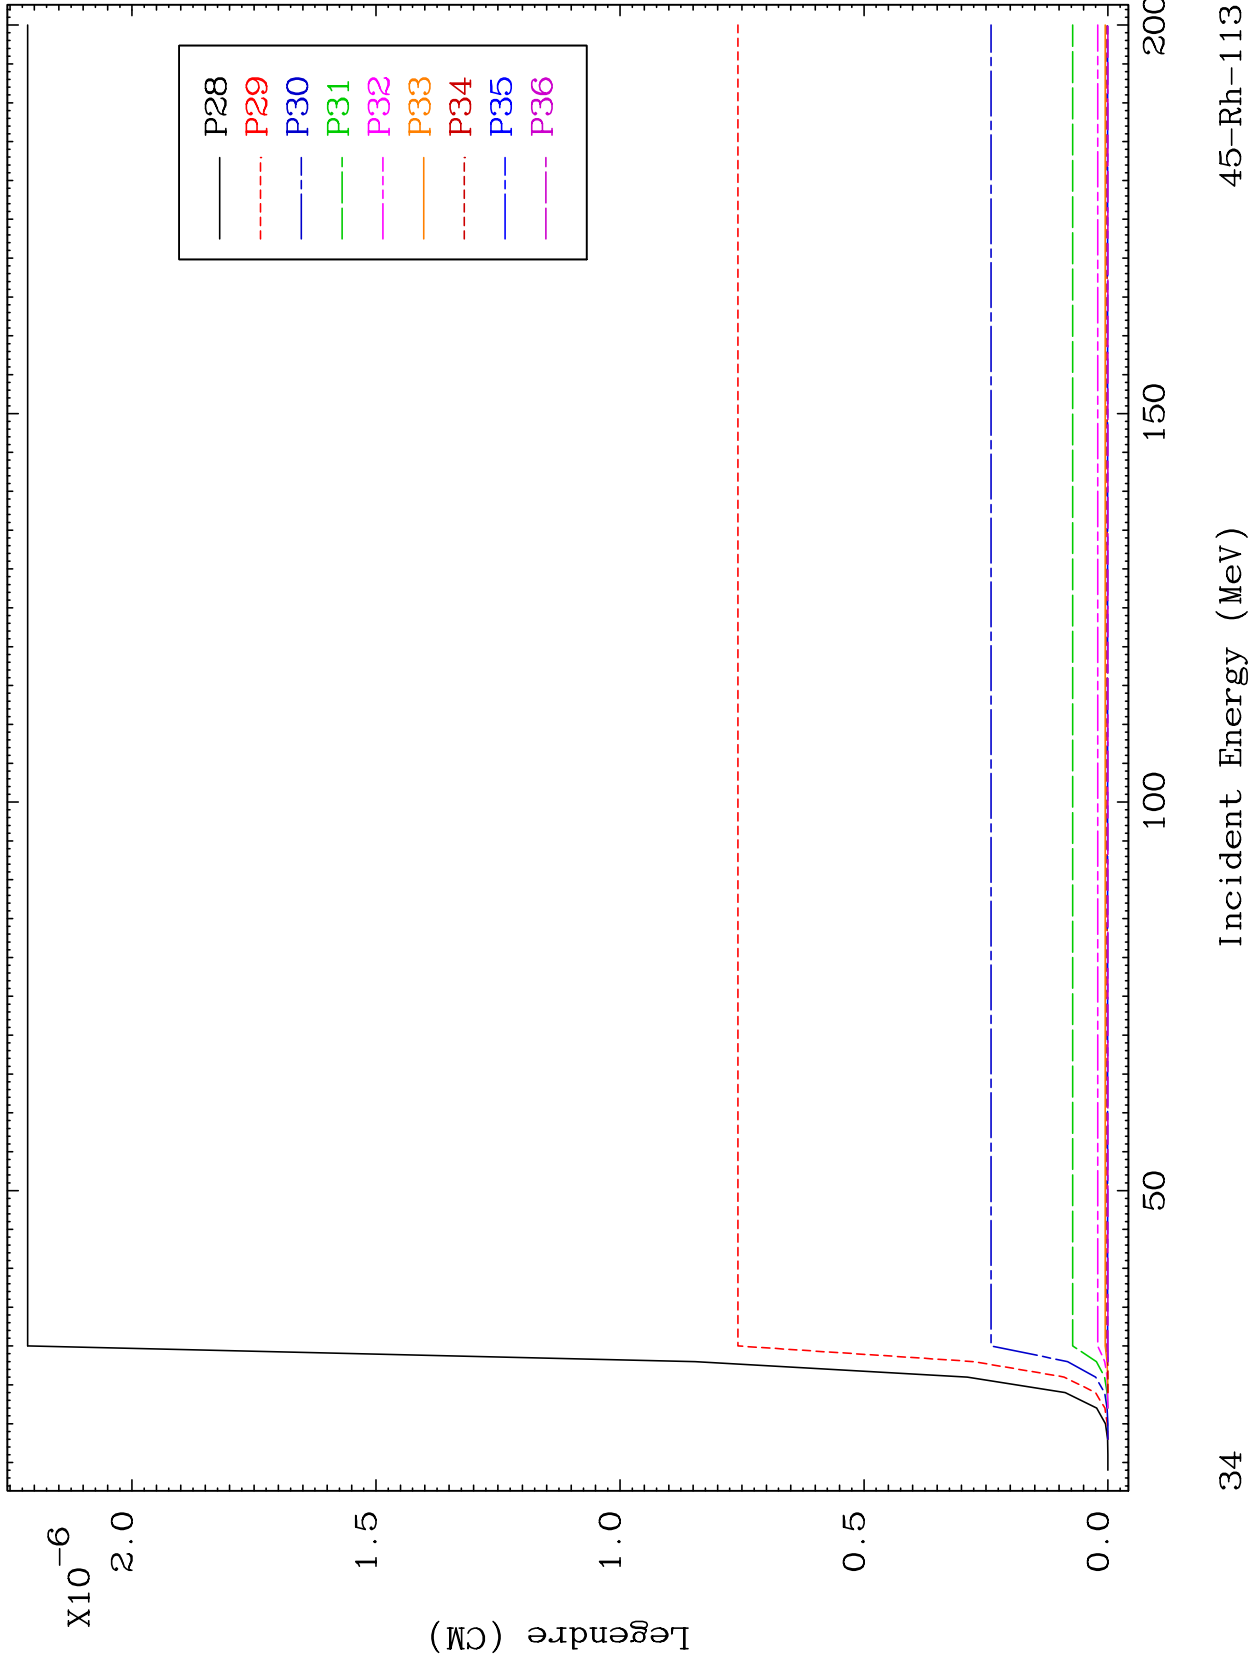 X10-6
2.0
1.5
1.0
0.5
0.0
Legendre (CM)
P28
P29
P30
P31
P32
P33
P34
P35
P36
50
100
150
200
Incident Energy (MeV)
34
45-Rh-113